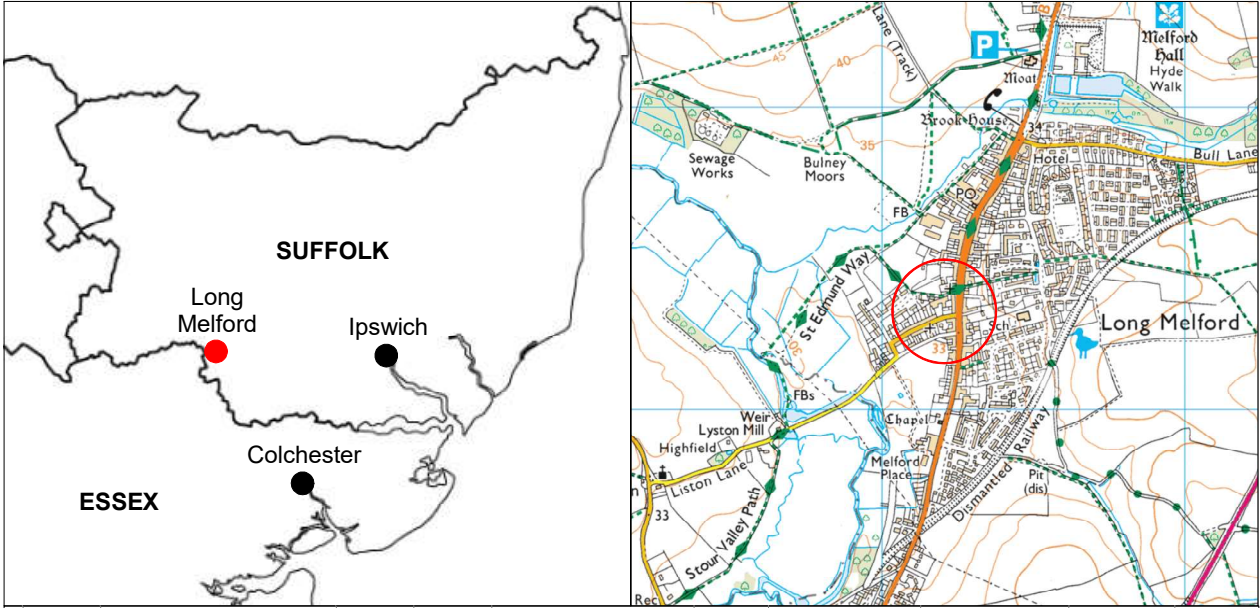 SUFFOLK
Long
Melford
Ipswich
Colchester
ESSEX
Lane (Track)
45
40
35
P
Moat
Melford
Hall
Hyde
Walk
Brook House
34
Bull Lane
Hotel
Sewage
Works
Bulney
Moors
FB
PO
St Edmund Way
30
Sch
33
Long Melford
FBs
Weir
Lyston Mill
Chapel
Highfield
Melford
Place
Liston Lane
33
Stour Valley Path
Dismantled Railway
Pit
(dis)
Rec